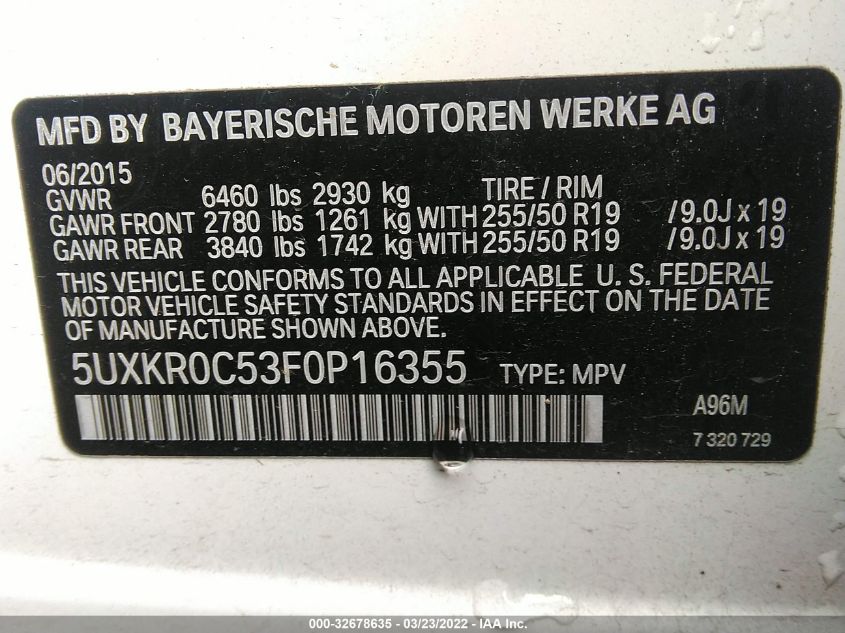 MFD BY BAYERISCHE MOTOREN WERKE AG
06/2015
GVWR 6460 lbs 2930 kg TIRE / RIM
GAWR FRONT 2780 lbs 1261 kg WITH 255/50 R19 /9.0J x 19
GAWR REAR 3840 lbs 1742 kg WITH 255/50 R19 /9.0J x 19
THIS VEHICLE CONFORMS TO ALL APPLICABLE U. S. FEDERAL
MOTOR VEHICLE SAFETY STANDARDS IN EFFECT ON THE DATE
OF MANUFACTURE SHOWN ABOVE.
5UXKR0C53F0P16355 TYPE: MPV
A96M
7 320 729
000-32678635 - 03/23/2022 - IAA Inc.